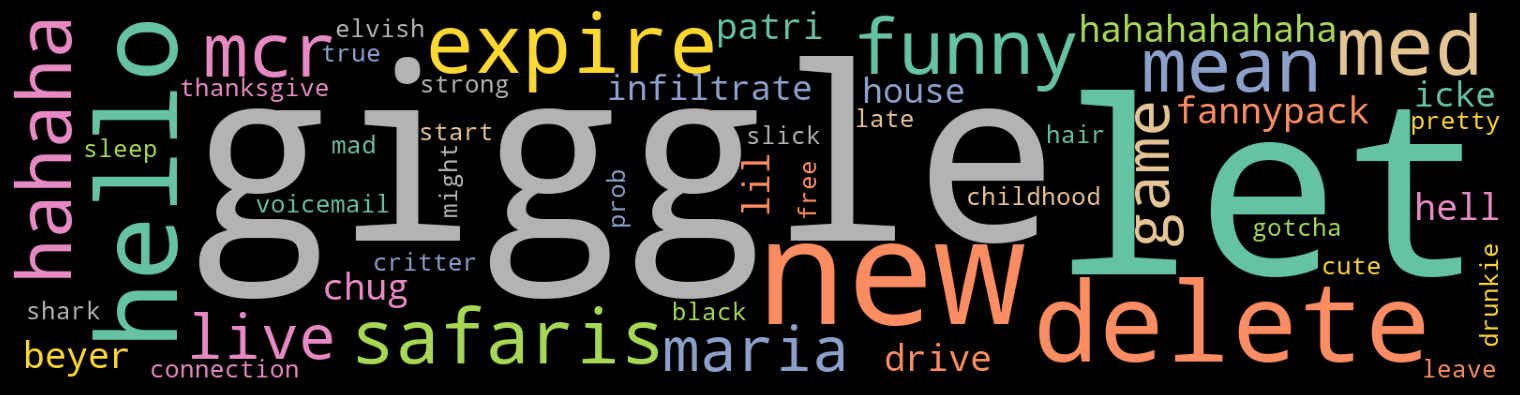 hahaha
hello
mcr
elvish
true
expire
patri
funny
hahahahahaha
mean
med
thanksgive
strong
infiltrate
house
fannypack
icke
pretty
giggle
let
sleep
mad
start
might
slick
late
hair
game
voicemail
prob
lil
free
childhood
hell
gotcha
critter
chug
new
cute
drunkie
shark
live
safaris
black
maria
drive
delete
beyer
connection
leave